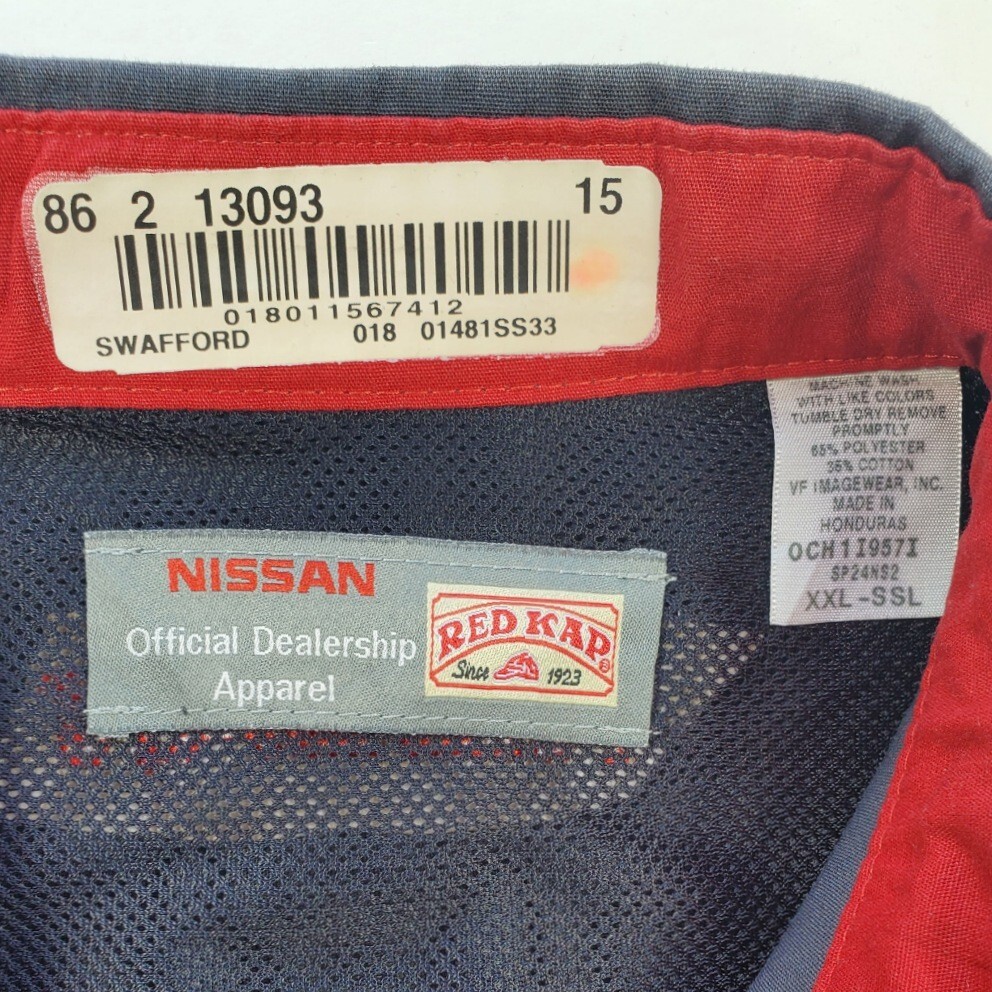 86 2 13093 15
018011567412
SWAFFORD 018 01481SS33
MACHINE WASH
WITH LIKE COLORS
TUMBLE DRY REMOVE
PROMPTLY
65% POLYESTER
35% COTTON
VF IMAGEWEAR, INC.
MADE IN
HONDURAS
OCH1I957I
SP24NS2
XXL-SSL
NISSAN
Official Dealership
Apparel
RED KAP®
Since 1923